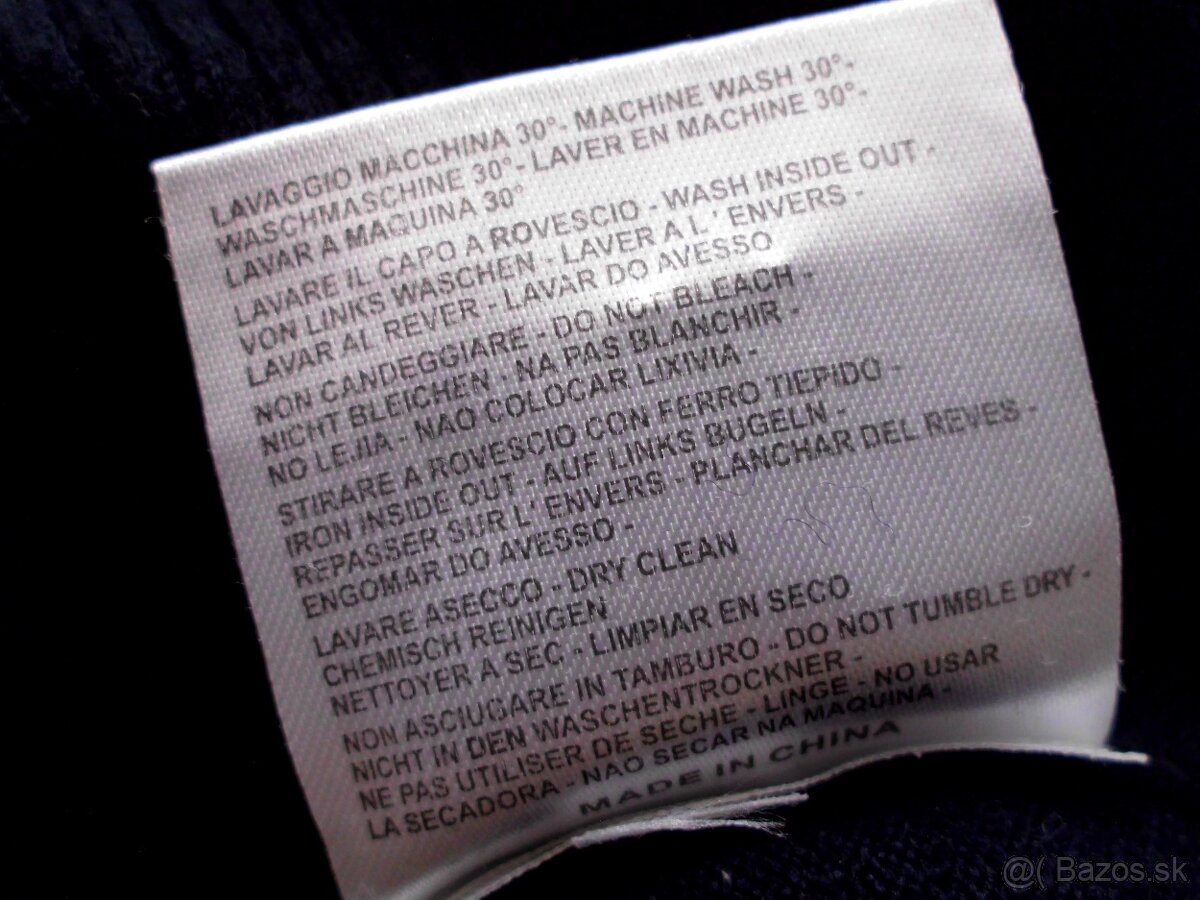 LAVAGGIO MACCHINA 30°- MACHINE WASH 30°-
WASCHMASCHINE 30°- LAVER EN MACHINE 30°-
LAVAR A MAQUINA 30°
LAVARE IL CAPO A ROVESCIO - WASH INSIDE OUT -
VON LINKS WASCHEN - LAVER A L' ENVERS -
LAVAR AL REVER - LAVAR DO AVESSO
NON CANDEGGIARE - DO NOT BLEACH -
NICHT BLEICHEN - NA PAS BLANCHIR -
NO LEJIA - NAO COLOCAR LIXIVIA -
STIRARE A ROVESCIO CON FERRO TIEPIDO -
IRON INSIDE OUT - AUF LINKS BUGELN -
REPASSER SUR L' ENVERS - PLANCHAR DEL REVES -
ENGOMAR DO AVESSO -
LAVARE ASECCO - DRY CLEAN
CHEMISCH REINIGEN
NETTOYER A SEC - LIMPIAR EN SECO
NON ASCIUGARE IN TAMBURO - DO NOT TUMBLE DRY -
NICHT IN DEN WASCHENTROCKNER -
NE PAS UTILISER DE SECHE - LINGE - NO USAR
LA SECADORA - NAO SECAR NA MAQUINA -
MADE IN CHINA
@( Bazos.sk